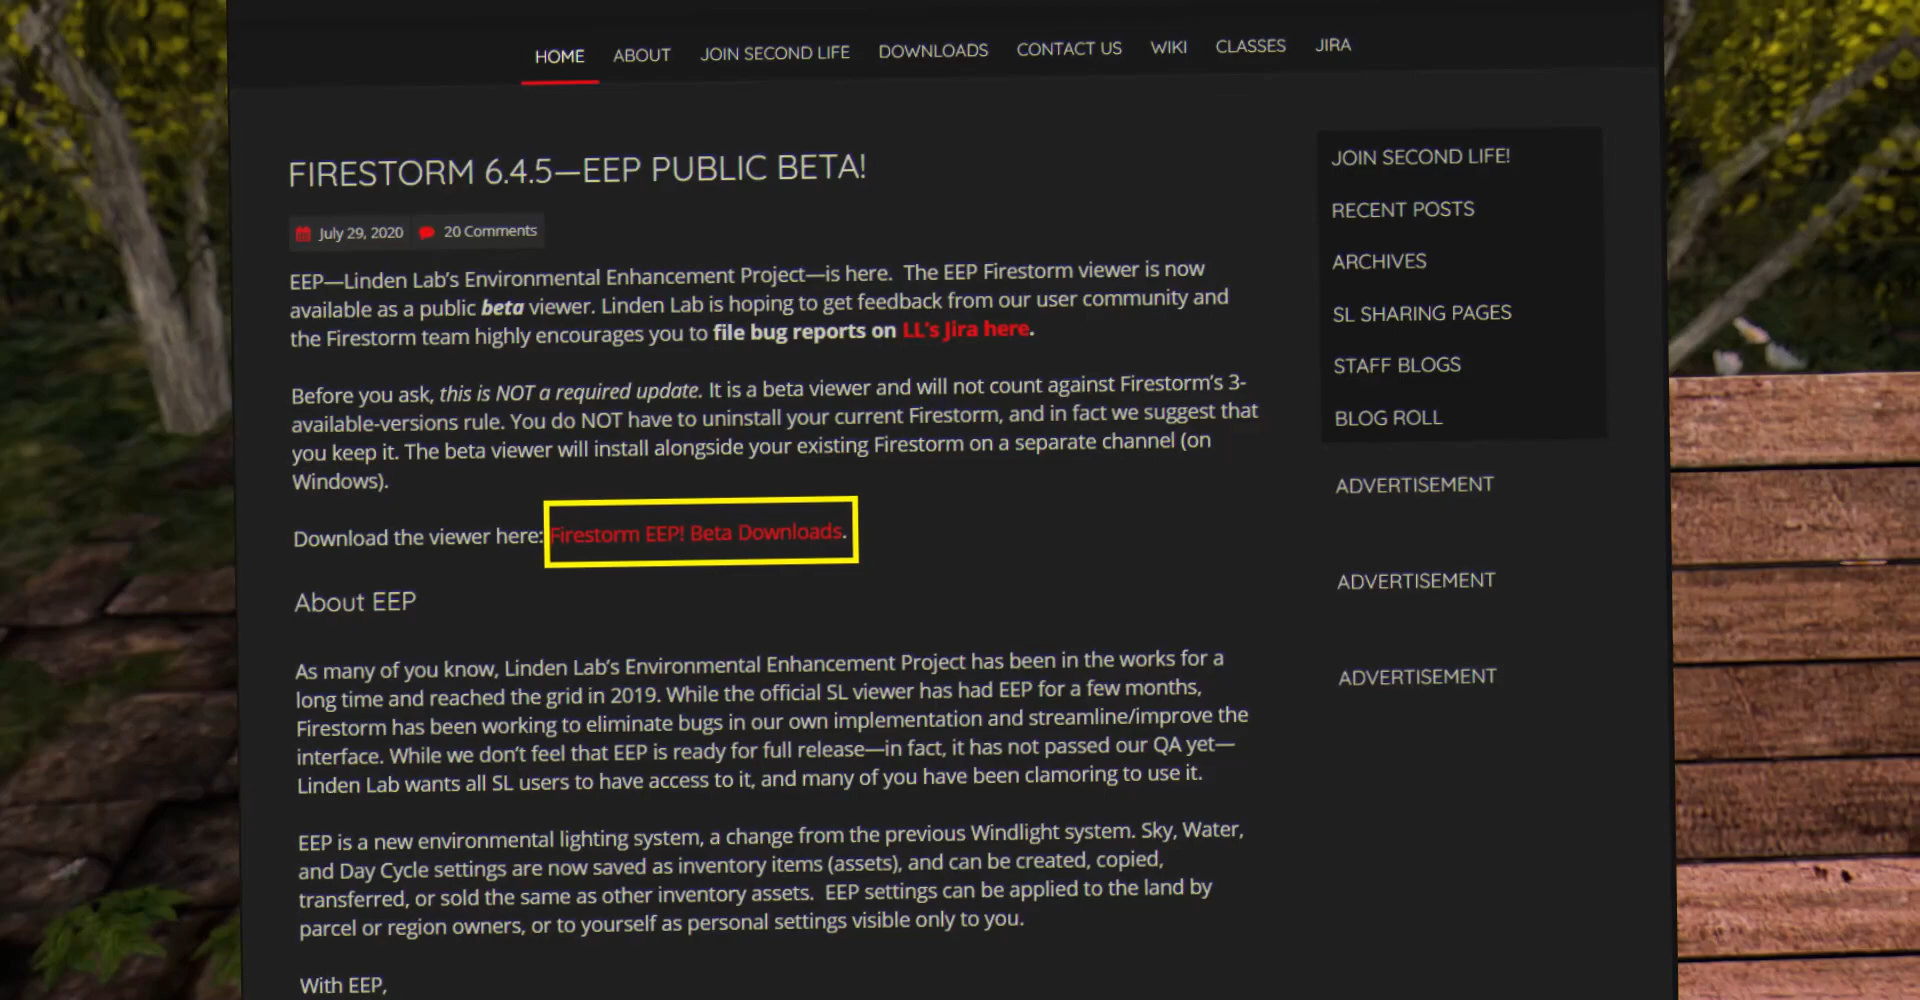 HOME ABOUT JOIN SECOND LIFE DOWNLOADS CONTACT US WIKI CLASSES JIRA
FIRESTORM 6.4.5—EEP PUBLIC BETA!
July 29, 2020 20 Comments
EEP—Linden Lab's Environmental Enhancement Project—is here. The EEP Firestorm viewer is now
available as a public beta viewer. Linden Lab is hoping to get feedback from our user community and
the Firestorm team highly encourages you to file bug reports on LL's Jira here.
Before you ask, this is NOT a required update. It is a beta viewer and will not count against Firestorm's 3-
available-versions rule. You do NOT have to uninstall your current Firestorm, and in fact we suggest that
you keep it. The beta viewer will install alongside your existing Firestorm on a separate channel (on
Windows).
Download the viewer here: Firestorm EEP! Beta Downloads.
About EEP
As many of you know, Linden Lab's Environmental Enhancement Project has been in the works for a
long time and reached the grid in 2019. While the official SL viewer has had EEP for a few months,
Firestorm has been working to eliminate bugs in our own implementation and streamline/improve the
interface. While we don't feel that EEP is ready for full release—in fact, it has not passed our QA yet—
Linden Lab wants all SL users to have access to it, and many of you have been clamoring to use it.
EEP is a new environmental lighting system, a change from the previous Windlight system. Sky, Water,
and Day Cycle settings are now saved as inventory items (assets), and can be created, copied,
transferred, or sold the same as other inventory assets. EEP settings can be applied to the land by
parcel or region owners, or to yourself as personal settings visible only to you.
With EEP,
JOIN SECOND LIFE!
RECENT POSTS
ARCHIVES
SL SHARING PAGES
STAFF BLOGS
BLOG ROLL
ADVERTISEMENT
ADVERTISEMENT
ADVERTISEMENT